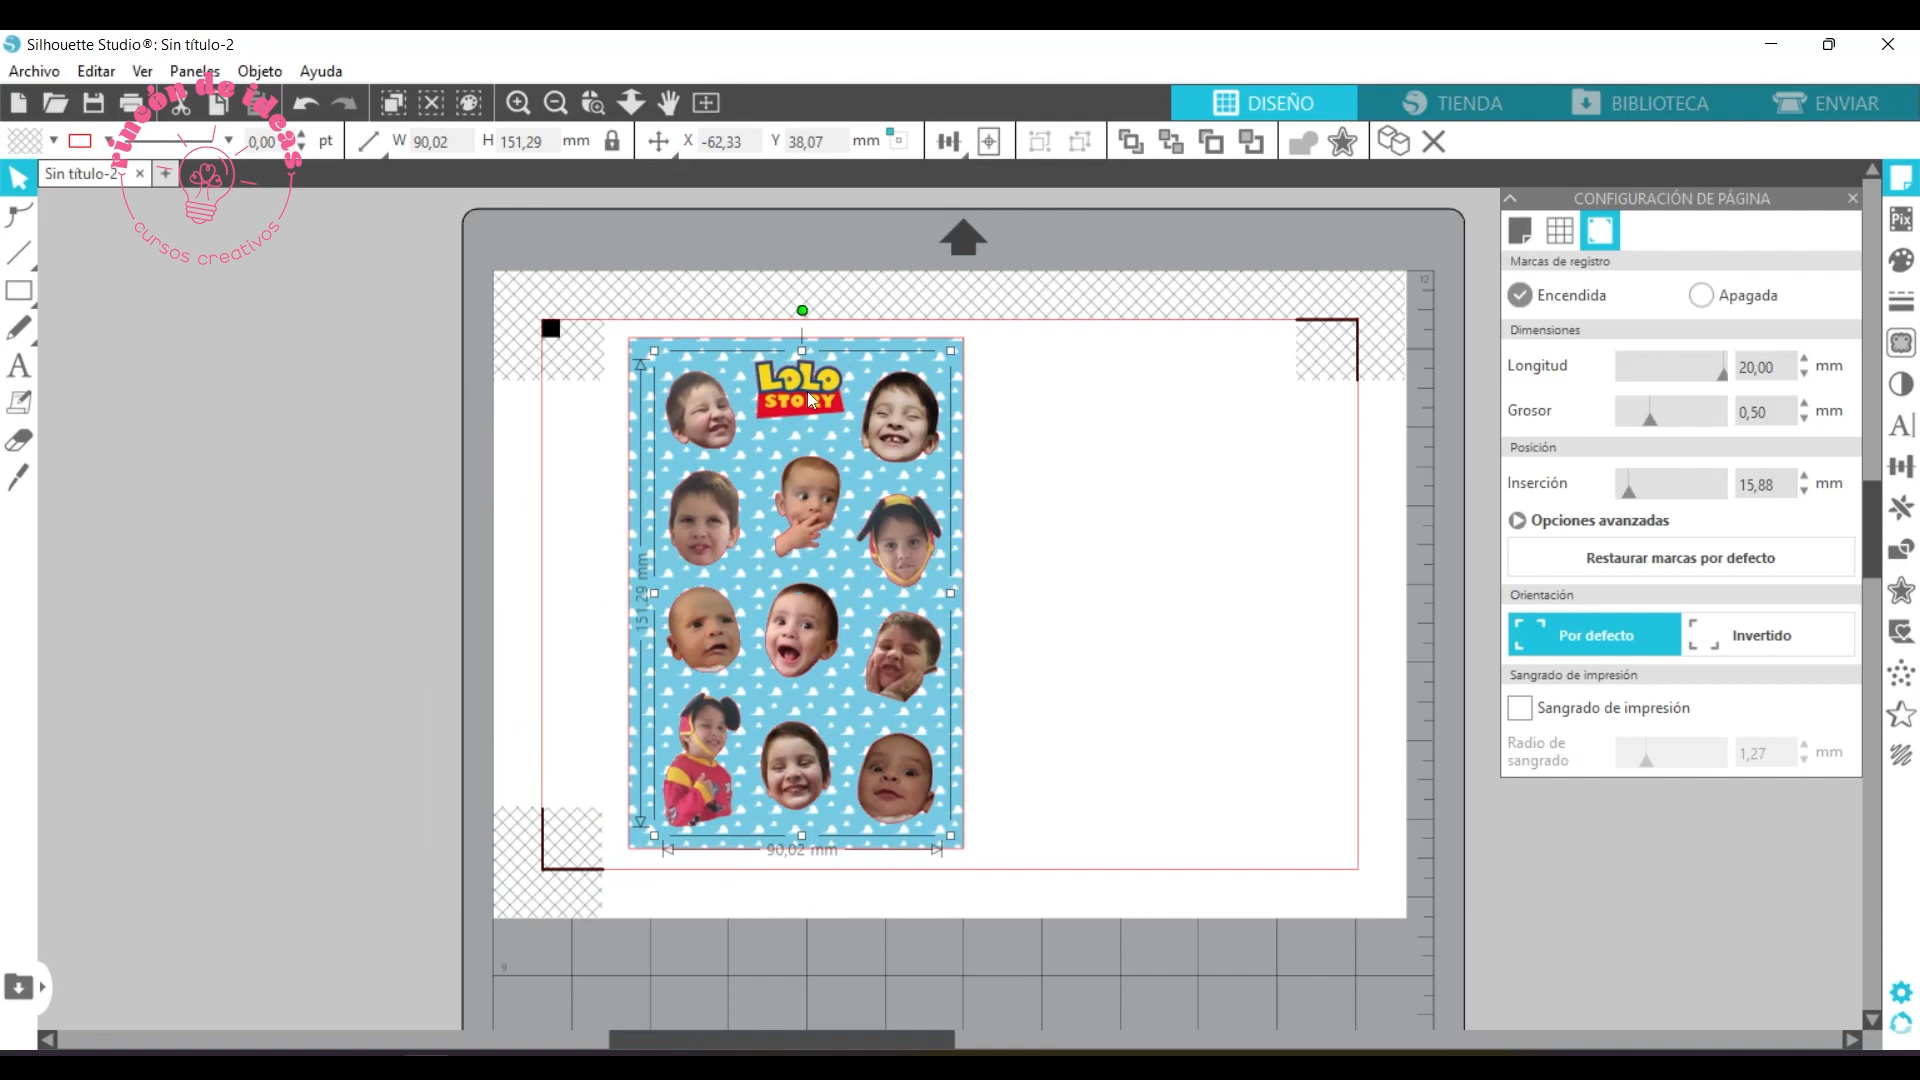 Silhouette Studio®: Sin título-2
Archivo Editar Ver Paneles Objeto Ayuda
DISEÑO TIENDA BIBLIOTECA ENVIAR
0,00 pt W 90,02 H 151,29 mm X -62,33 Y 38,07 mm
Sin título-2 × +
rincón de ideas
cursos creativos
CONFIGURACIÓN DE PÁGINA
Pix
Marcas de registro
Encendida Apagada
Dimensiones
Longitud 20,00 mm
Grosor 0,50 mm
Posición
Inserción 15,88 mm
Opciones avanzadas
Restaurar marcas por defecto
Orientación
Por defecto Invertido
Sangrado de impresión
Sangrado de impresión
Radio de
sangrado 1,27 mm
12
LOLO
STORY
151,29 mm
90,02 mm
9